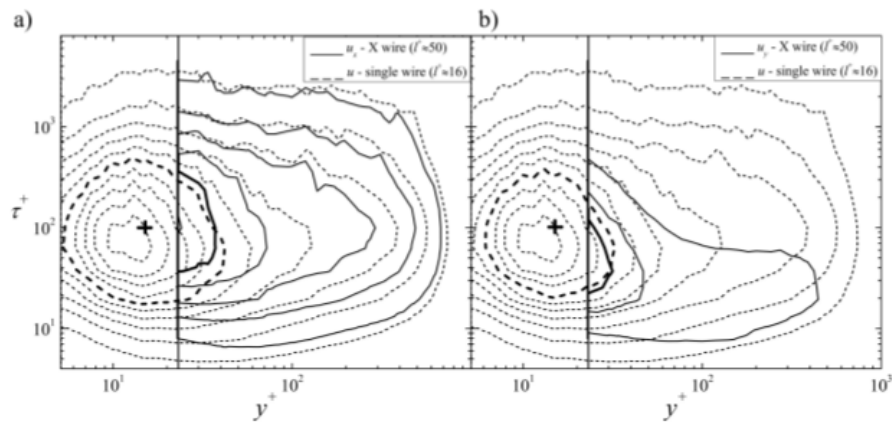 a)
b)
u_x - X wire (l^+≈50)
u - single wire (l^+≈16)
u_y - X wire (l^+≈50)
u - single wire (l^+≈16)
10^3
τ^+
10^2
10^1
10^1 10^2 10^1 10^2 10^3
y^+ y^+